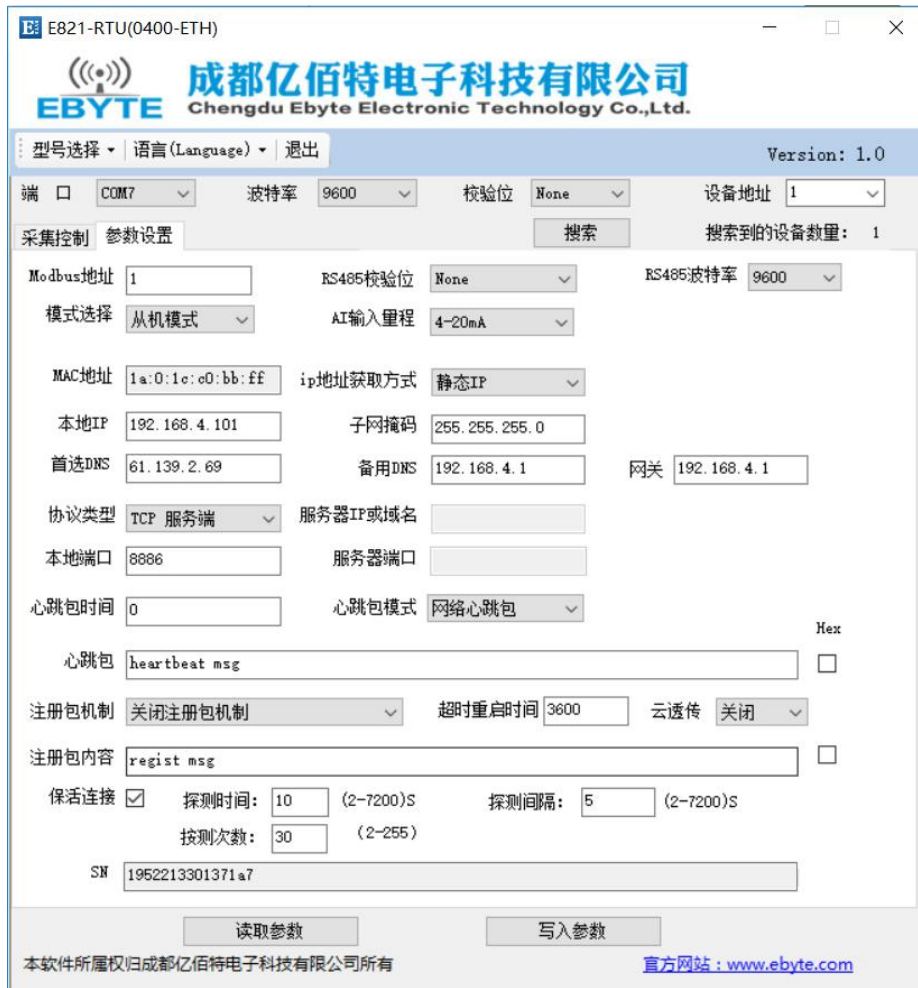 E821-RTU(0400-ETH)
EBYTE
成都亿佰特电子科技有限公司
Chengdu Ebyte Electronic Technology Co.,Ltd.
型号选择 语言(Language) 退出
Version: 1.0
端 口 COM7 波特率 9600 校验位 None 设备地址 1
采集控制 参数设置 搜索 搜索到的设备数量: 1
Modbus地址 1 RS485校验位 None RS485波特率 9600
模式选择 从机模式 AI输入量程 4-20mA
MAC地址 1a:0:1c:c0:bb:ff ip地址获取方式 静态IP
本地IP 192.168.4.101 子网掩码 255.255.255.0
首选DNS 61.139.2.69 备用DNS 192.168.4.1 网关 192.168.4.1
协议类型 TCP 服务端 服务器IP或域名
本地端口 8886 服务器端口
心跳包时间 0 心跳包模式 网络心跳包
Hex
心跳包 heartbeat msg
注册包机制 关闭注册包机制 超时重启时间 3600 云透传 关闭
注册包内容 regist msg
保活连接 探测时间: 10 (2-7200)S 探测间隔: 5 (2-7200)S
按测次数: 30 (2-255)
SN 1952213301371a7
读取参数 写入参数
本软件所属权归成都亿佰特电子科技有限公司所有 官方网站：www.ebyte.com